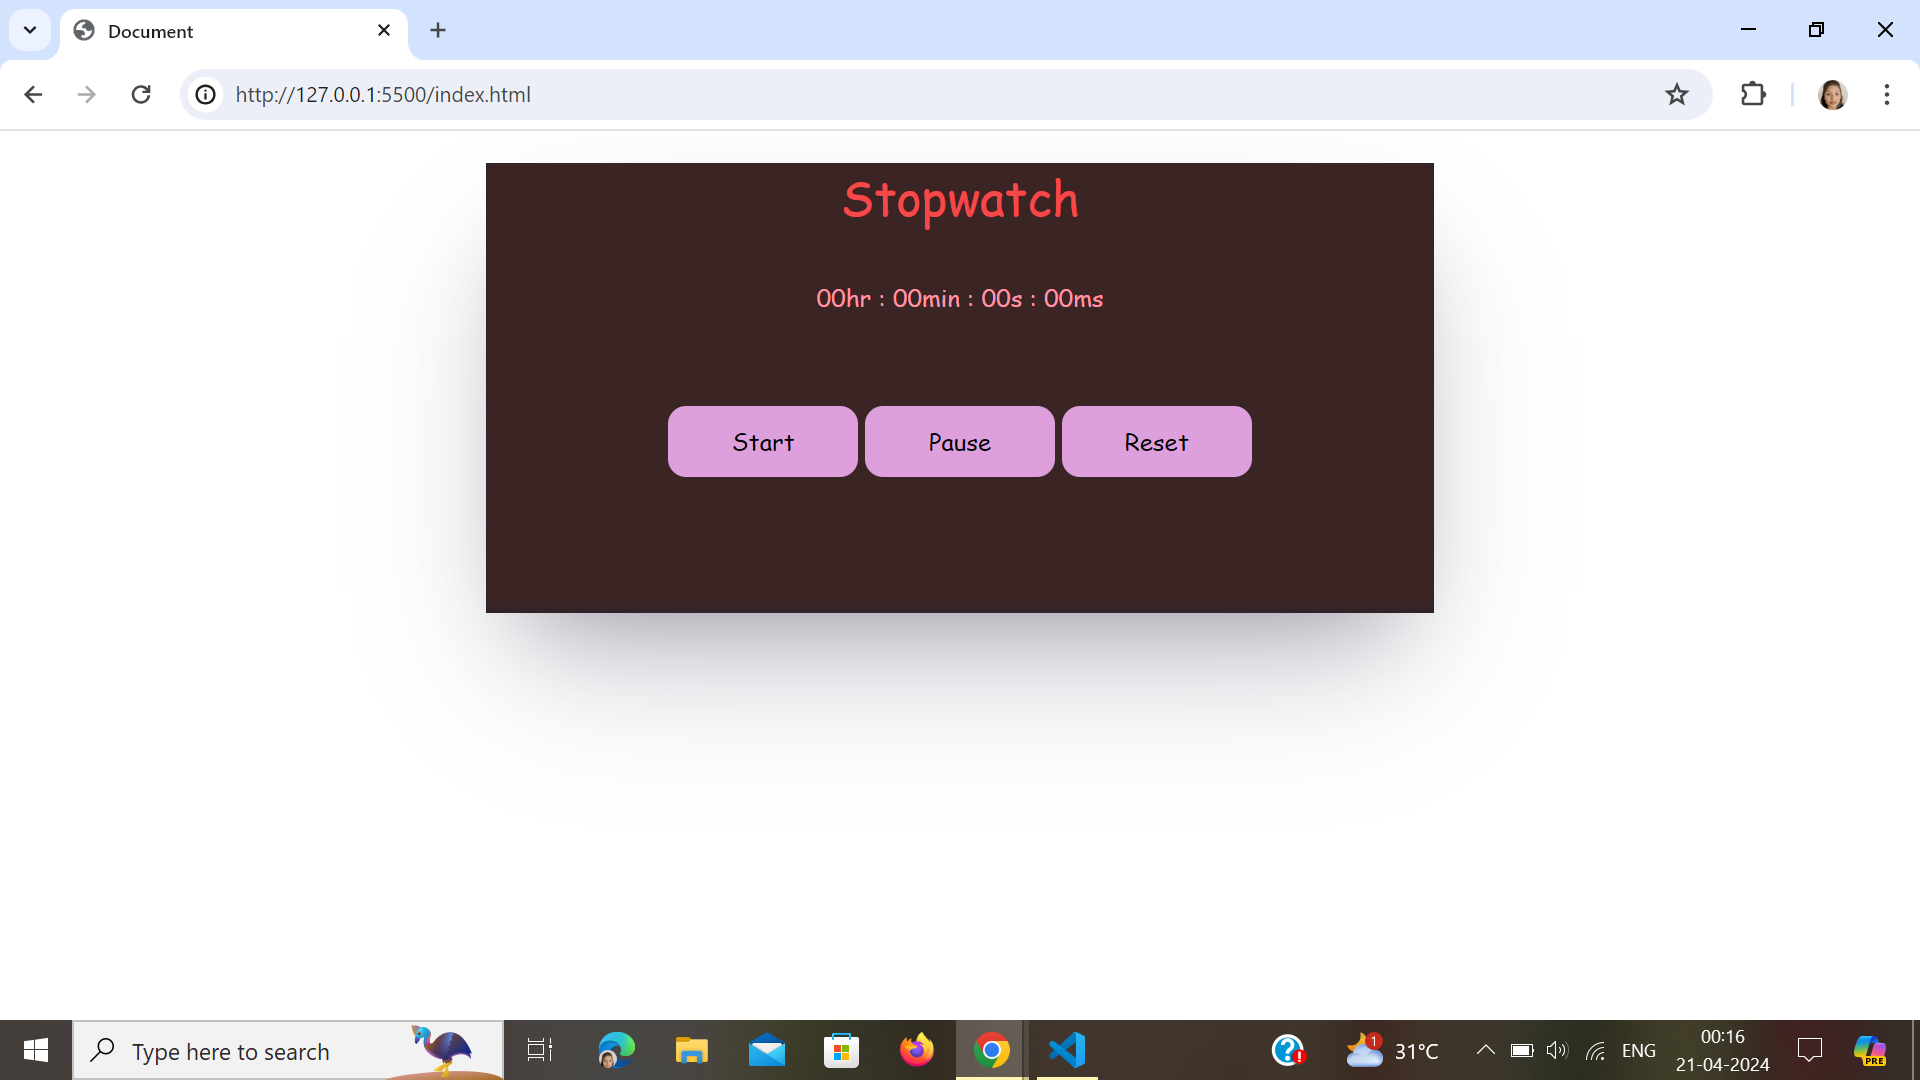 Document
http://127.0.0.1:5500/index.html
Stopwatch
00hr : 00min : 00s : 00ms
Start Pause Reset
Type here to search
1
31°C
ENG
00:16
21-04-2024
PRE